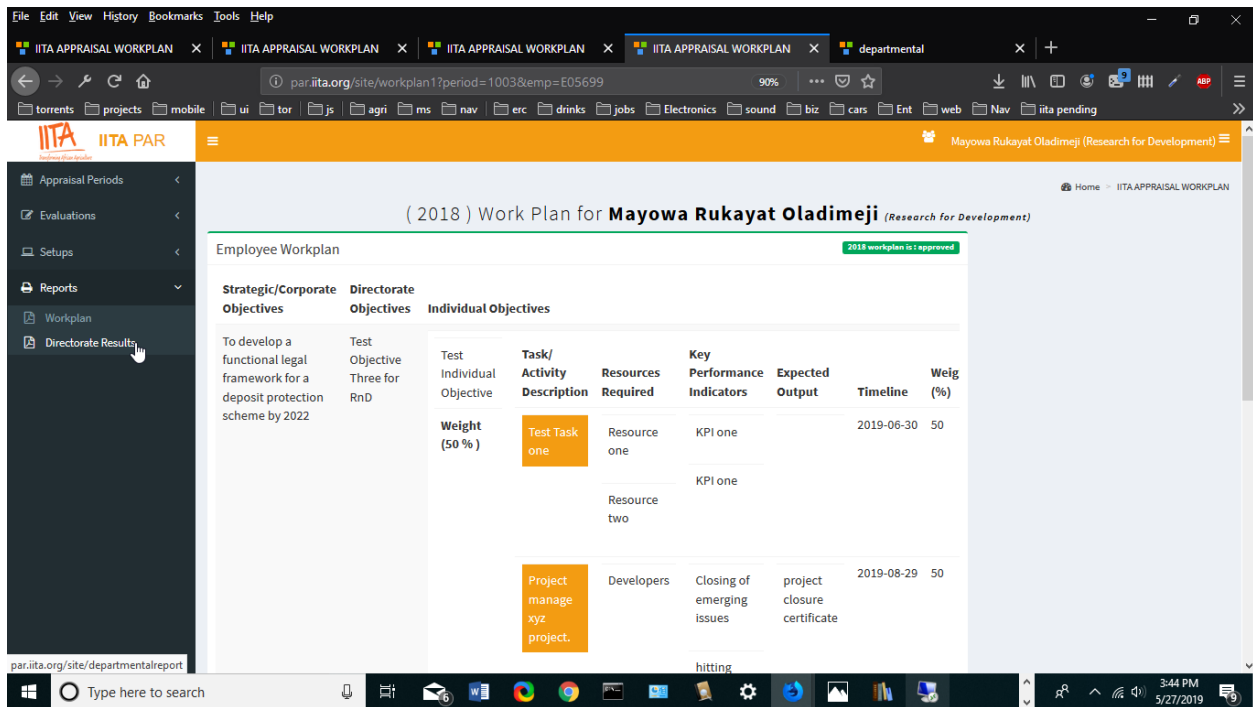 File Edit View History Bookmarks Tools Help
IITA APPRAISAL WORKPLAN IITA APPRAISAL WORKPLAN IITA APPRAISAL WORKPLAN IITA APPRAISAL WORKPLAN departmental
par.iita.org/site/workplan1?period=1003&emp=E05699 90% 9 ABP
torrents projects mobile ui tor js agri ms nav erc drinks jobs Electronics sound biz cars Ent web Nav iita pending
IITA IITA PAR Mayowa Rukayat Oladimeji (Research for Development)
Transforming African Agriculture
Appraisal Periods
Evaluations
Setups
Reports
Workplan
Directorate Results
Home > IITA APPRAISAL WORKPLAN
( 2018 ) Work Plan for Mayowa Rukayat Oladimeji (Research for Development)
Employee Workplan 2018 workplan is : approved
Strategic/Corporate Directorate
Objectives Objectives Individual Objectives
To develop a
functional legal
framework for a
deposit protection
scheme by 2022
Test
Objective
Three for
RnD
Test
Individual
Objective
Weight
(50 % )
Task/
Activity
Description
Resources
Required
Key
Performance
Indicators
Expected
Output
Timeline
Weig
(%)
Test Task
one
Resource
one
Resource
two
KPI one
KPI one
2019-06-30 50
Project
manage
xyz
project.
Developers
Closing of
emerging
issues
hitting
project
closure
certificate
2019-08-29 50
par.iita.org/site/departmentalreport
Type here to search
6
3:44 PM
5/27/2019
9